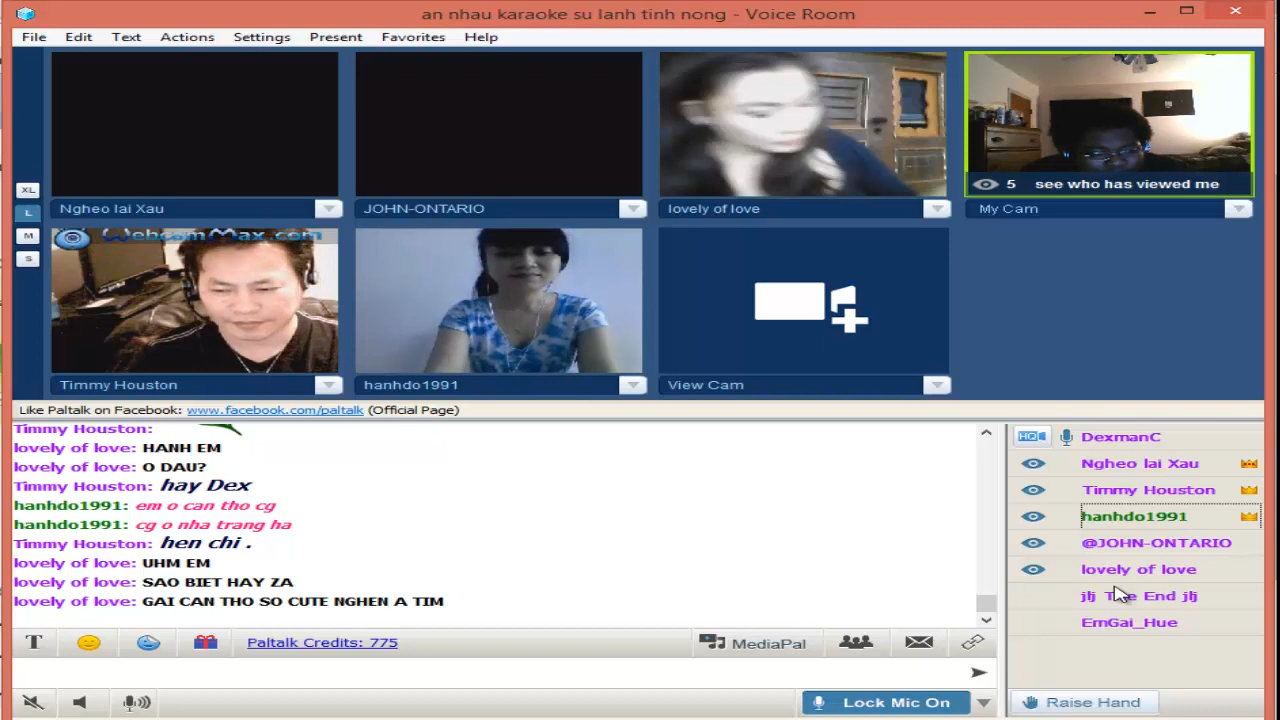 an nhau karaoke su lanh tinh nong - Voice Room
File Edit Text Actions Settings Present Favorites Help
XL
L
M
S
5 see who has viewed me
Ngheo lai Xau
JOHN-ONTARIO
lovely of love
My Cam
WebcamMax.com
Timmy Houston
hanhdo1991
View Cam
Like Paltalk on Facebook: www.facebook.com/paltalk (Official Page)
Timmy Houston:
lovely of love: HANH EM
lovely of love: O DAU?
Timmy Houston: hay Dex
hanhdo1991: em o can tho cg
hanhdo1991: cg o nha trang ha
Timmy Houston: hen chi .
lovely of love: UHM EM
lovely of love: SAO BIET HAY ZA
lovely of love: GAI CAN THO SO CUTE NGHEN A TIM
HQ DexmanC
Ngheo lai Xau
Timmy Houston
hanhdo1991
@JOHN-ONTARIO
lovely of love
jlj The End jlj
EmGai_Hue
T Paltalk Credits: 775 MediaPal
Lock Mic On
Raise Hand